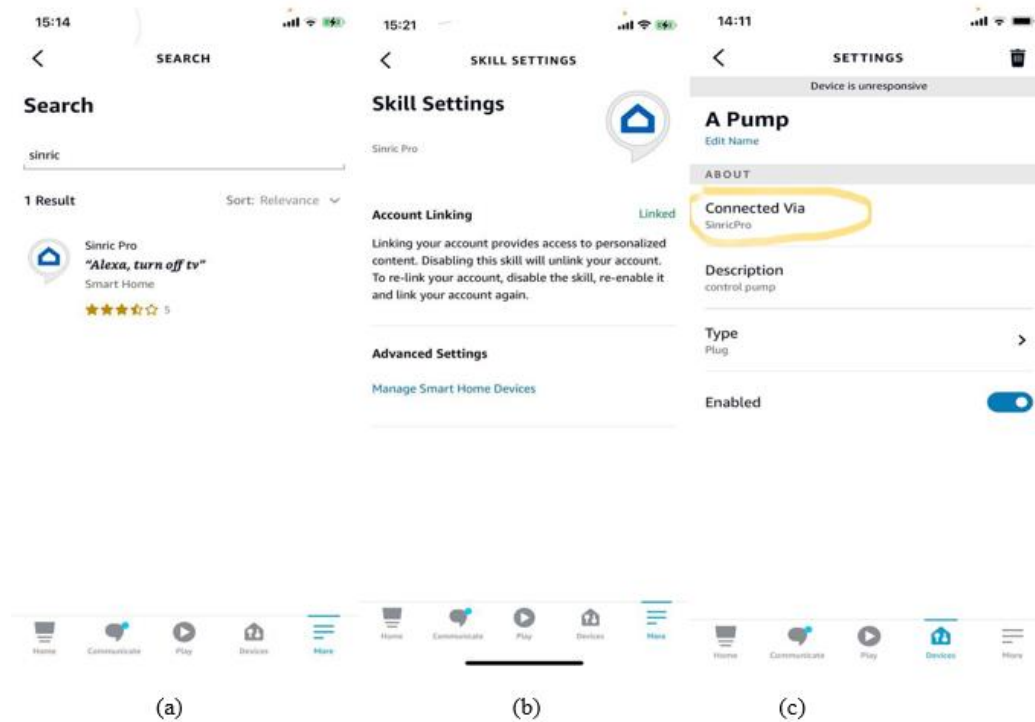 15:14
SEARCH
Search
sinric
1 Result
Sort: Relevance
Sinric Pro
"Alexa, turn off tv"
Smart Home
5
Home
Communicate
Play
Devices
More
(a)
15:21
SKILL SETTINGS
Skill Settings
Sinric Pro
Account Linking
Linked
Linking your account provides access to personalized
content. Disabling this skill will unlink your account.
To re-link your account, disable the skill, re-enable it
and link your account again.
Advanced Settings
Manage Smart Home Devices
Home
Communicate
Play
Devices
More
(b)
14:11
SETTINGS
Device is unresponsive
A Pump
Edit Name
ABOUT
Connected Via
SinricPro
Description
control pump
Type
Plug
Enabled
Home
Communicate
Play
Devices
More
(c)